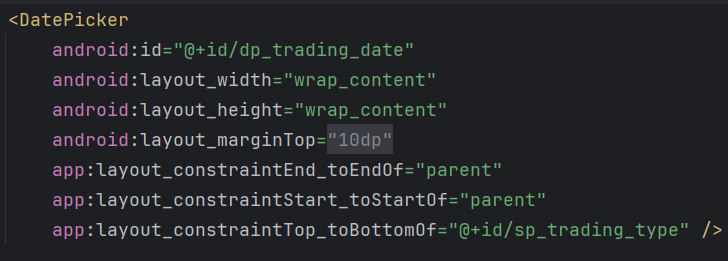 <DatePicker
android:id="@+id/dp_trading_date"
android:layout_width="wrap_content"
android:layout_height="wrap_content"
android:layout_marginTop="10dp"
app:layout_constraintEnd_toEndOf="parent"
app:layout_constraintStart_toStartOf="parent"
app:layout_constraintTop_toBottomOf="@+id/sp_trading_type" />